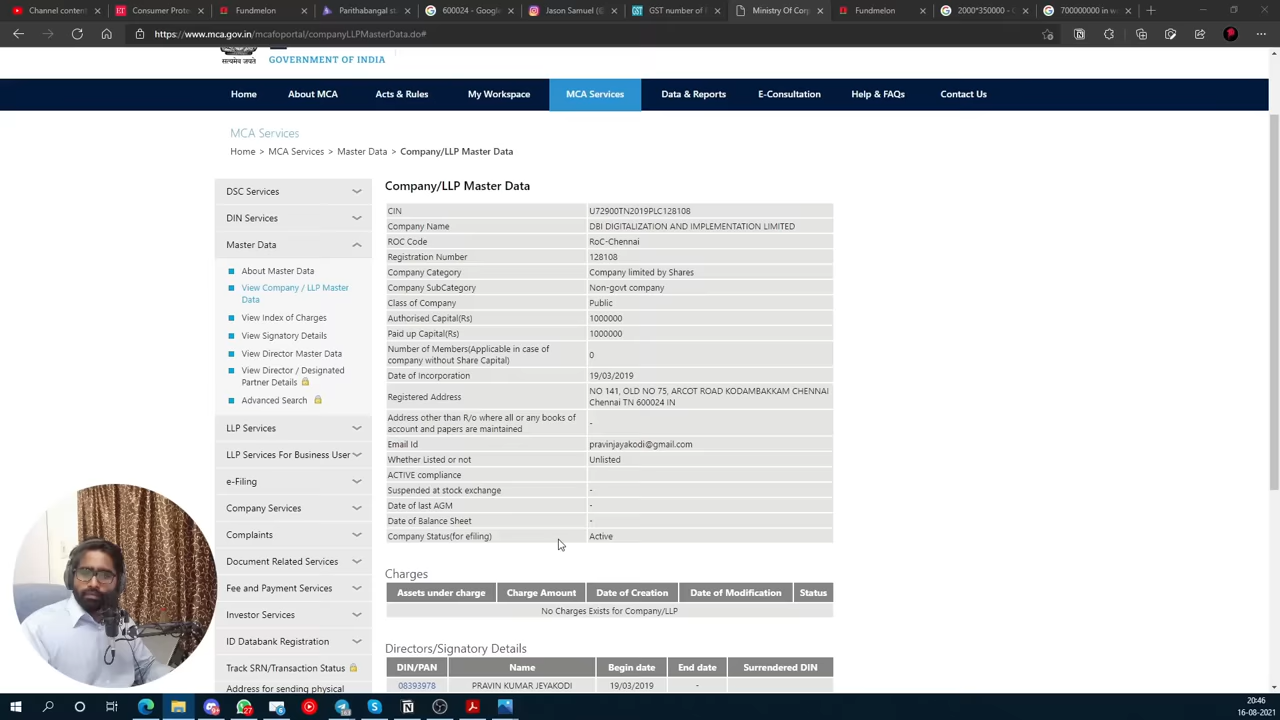 Channel content
Consumer Prote
Fundmelon
Parithabangal st
600024 - Google
Jason Samuel (@
GST number of
Ministry Of Corp
Fundmelon
2000*350000 - G
700000000 in w
https://www.mca.gov.in/mcafoportal/companyLLPMasterData.do#
सत्यमेव जयते
GOVERNMENT OF INDIA
Home About MCA Acts & Rules My Workspace MCA Services Data & Reports E-Consultation Help & FAQs Contact Us
MCA Services
Home > MCA Services > Master Data > Company/LLP Master Data
DSC Services
DIN Services
Master Data
About Master Data
View Company / LLP Master
Data
View Index of Charges
View Signatory Details
View Director Master Data
View Director / Designated
Partner Details
Advanced Search
LLP Services
LLP Services For Business User
e-Filing
Company Services
Complaints
Document Related Services
Fee and Payment Services
Investor Services
ID Databank Registration
Track SRN/Transaction Status
Address for sending physical
Company/LLP Master Data
CIN U72900TN2019PLC128108
Company Name DBI DIGITALIZATION AND IMPLEMENTATION LIMITED
ROC Code RoC-Chennai
Registration Number 128108
Company Category Company limited by Shares
Company SubCategory Non-govt company
Class of Company Public
Authorised Capital(Rs) 1000000
Paid up Capital(Rs) 1000000
Number of Members(Applicable in case of
company without Share Capital) 0
Date of Incorporation 19/03/2019
Registered Address NO 141, OLD NO 75, ARCOT ROAD KODAMBAKKAM CHENNAI
Chennai TN 600024 IN
Address other than R/o where all or any books of
account and papers are maintained -
Email Id pravinjayakodi@gmail.com
Whether Listed or not Unlisted
ACTIVE compliance
Suspended at stock exchange -
Date of last AGM -
Date of Balance Sheet -
Company Status(for efiling) Active
Charges
Assets under charge Charge Amount Date of Creation Date of Modification Status
No Charges Exists for Company/LLP
Directors/Signatory Details
DIN/PAN Name Begin date End date Surrendered DIN
08393978 PRAVIN KUMAR JEYAKODI 19/03/2019 -
20:46
16-08-2021